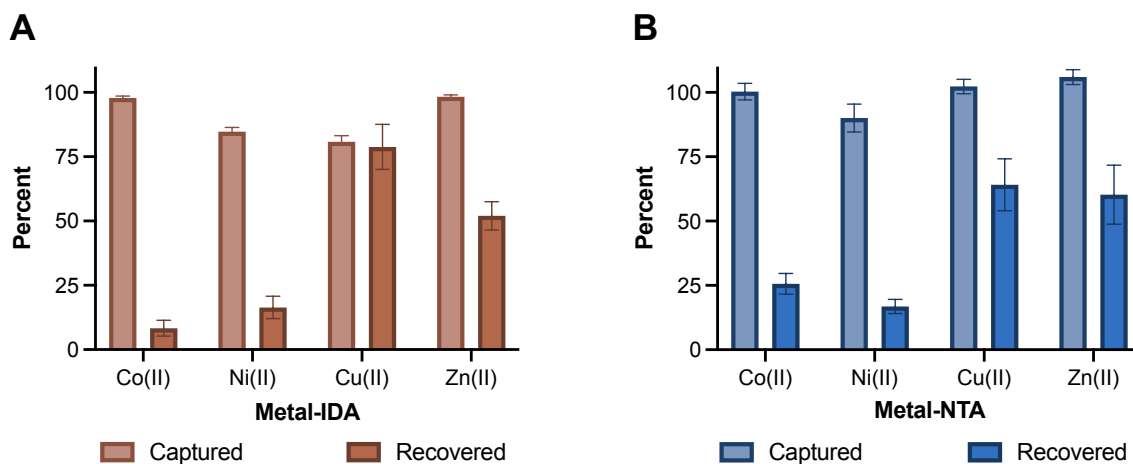 A
Percent
100
75
50
25
0
Co(II) Ni(II) Cu(II) Zn(II)
Metal-IDA
Captured Recovered
B
Percent
100
75
50
25
0
Co(II) Ni(II) Cu(II) Zn(II)
Metal-NTA
Captured Recovered